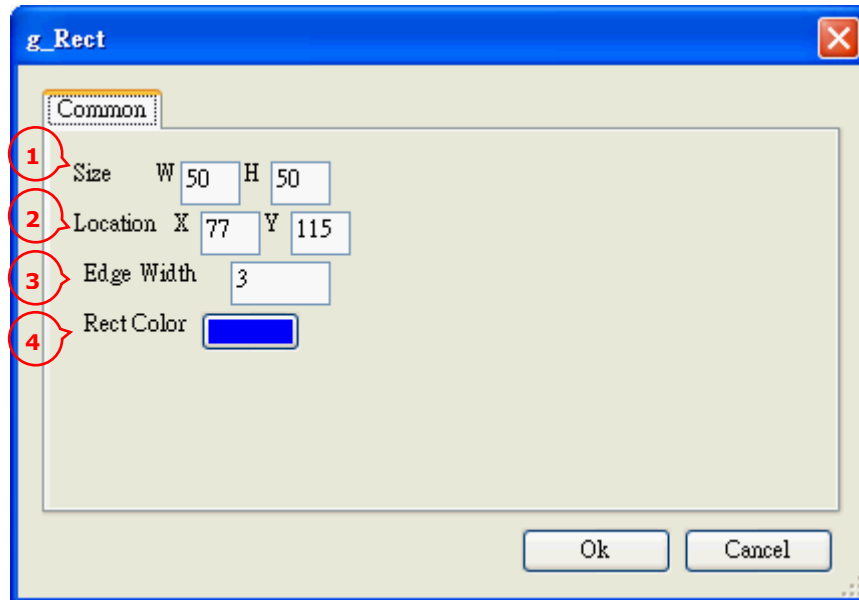 g_Rect
Common
1 Size W 50 H 50
2 Location X 77 Y 115
3 Edge Width 3
4 Rect Color
Ok Cancel